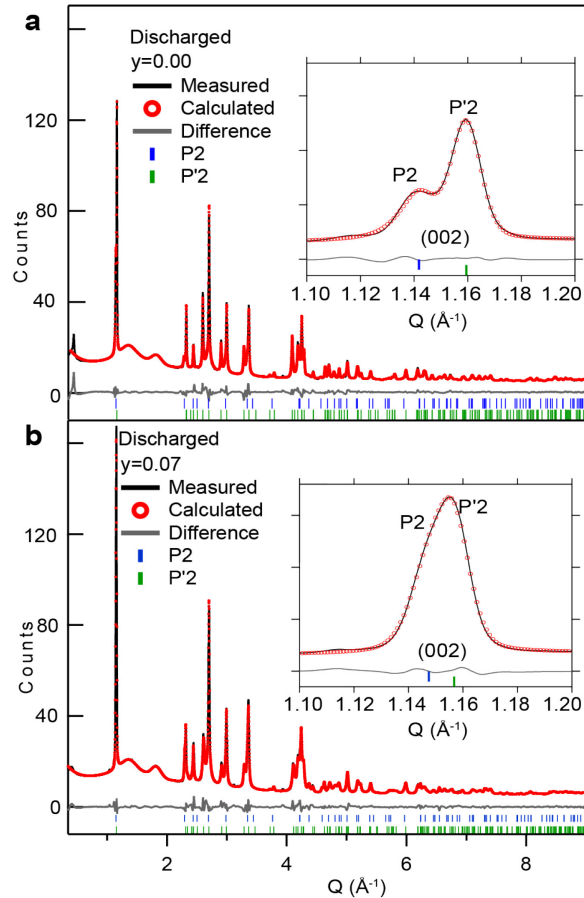 a
Discharged
y=0.00
Measured
Calculated
Difference
P2
P'2
120
80
40
0
Counts
P2
P'2
(002)
1.10 1.12 1.14 1.16 1.18 1.20
Q (Å⁻¹)
b
Discharged
y=0.07
Measured
Calculated
Difference
P2
P'2
120
80
40
0
Counts
P2
P'2
(002)
1.10 1.12 1.14 1.16 1.18 1.20
Q (Å⁻¹)
2 4 6 8
Q (Å⁻¹)